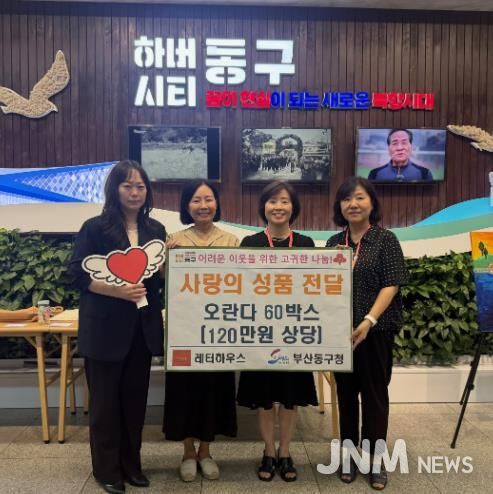 하버시티 동구
꿈이 현실이 되는 새로운 북항시대
어려운 이웃을 위한 고귀한 나눔!
사랑의 성품 전달
오란다 60박스
[120만원 상당]
레터하우스 부산동구청
JNM NEWS